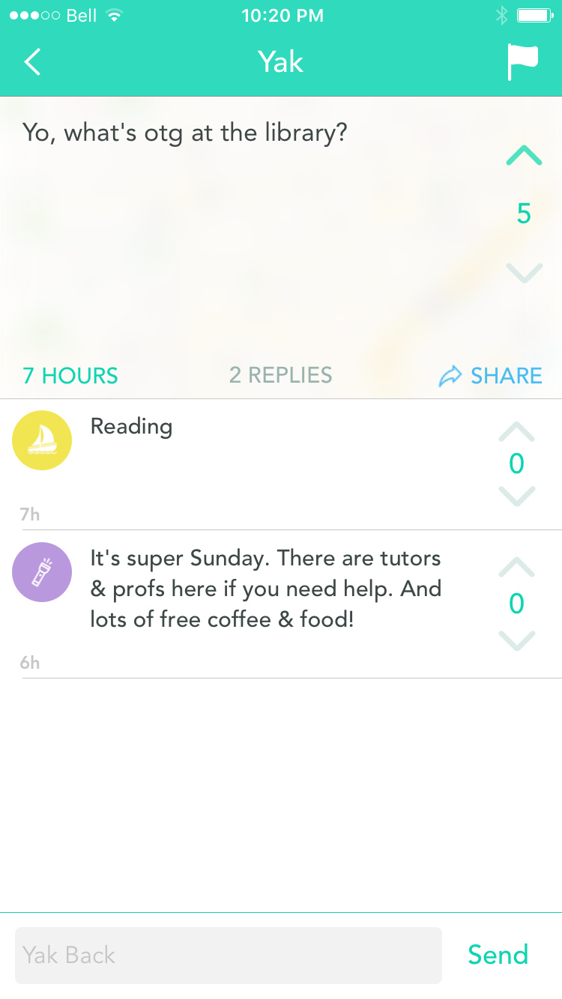 Bell 10:20 PM
Yak
Yo, what's otg at the library?
5
7 HOURS 2 REPLIES SHARE
Reading
0
7h
It's super Sunday. There are tutors
& profs here if you need help. And
lots of free coffee & food!
0
6h
Yak Back Send